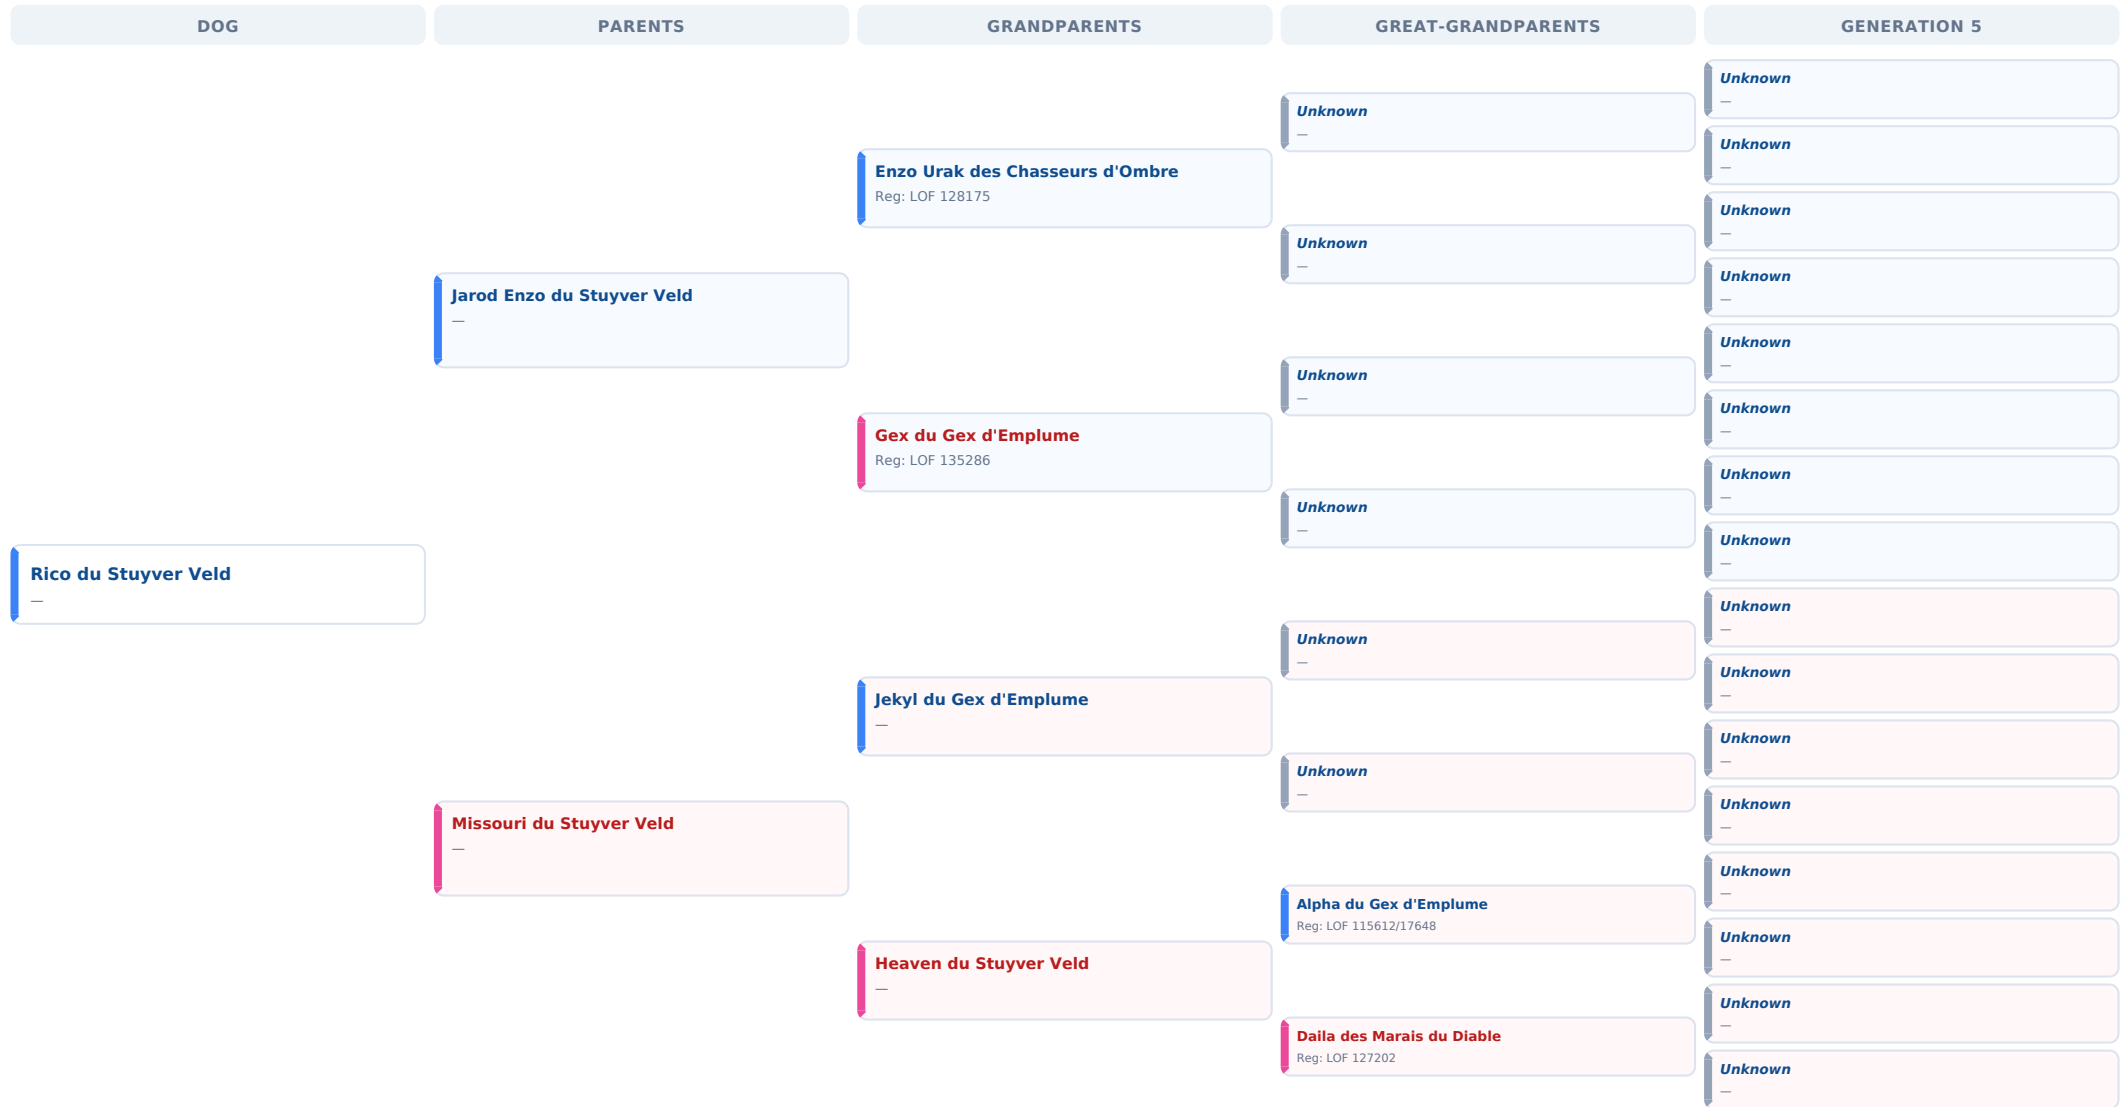 DOG
PARENTS
GRANDPARENTS
GREAT-GRANDPARENTS
GENERATION 5
Rico du Stuyver Veld
—
Jarod Enzo du Stuyver Veld
—
Missouri du Stuyver Veld
—
Enzo Urak des Chasseurs d'Ombre
Reg: LOF 128175
Gex du Gex d'Emplume
Reg: LOF 135286
Jekyl du Gex d'Emplume
—
Heaven du Stuyver Veld
—
Unknown
—
Unknown
—
Unknown
—
Unknown
—
Unknown
—
Unknown
—
Alpha du Gex d'Emplume
Reg: LOF 115612/17648
Daila des Marais du Diable
Reg: LOF 127202
Unknown
—
Unknown
—
Unknown
—
Unknown
—
Unknown
—
Unknown
—
Unknown
—
Unknown
—
Unknown
—
Unknown
—
Unknown
—
Unknown
—
Unknown
—
Unknown
—
Unknown
—
Unknown
—